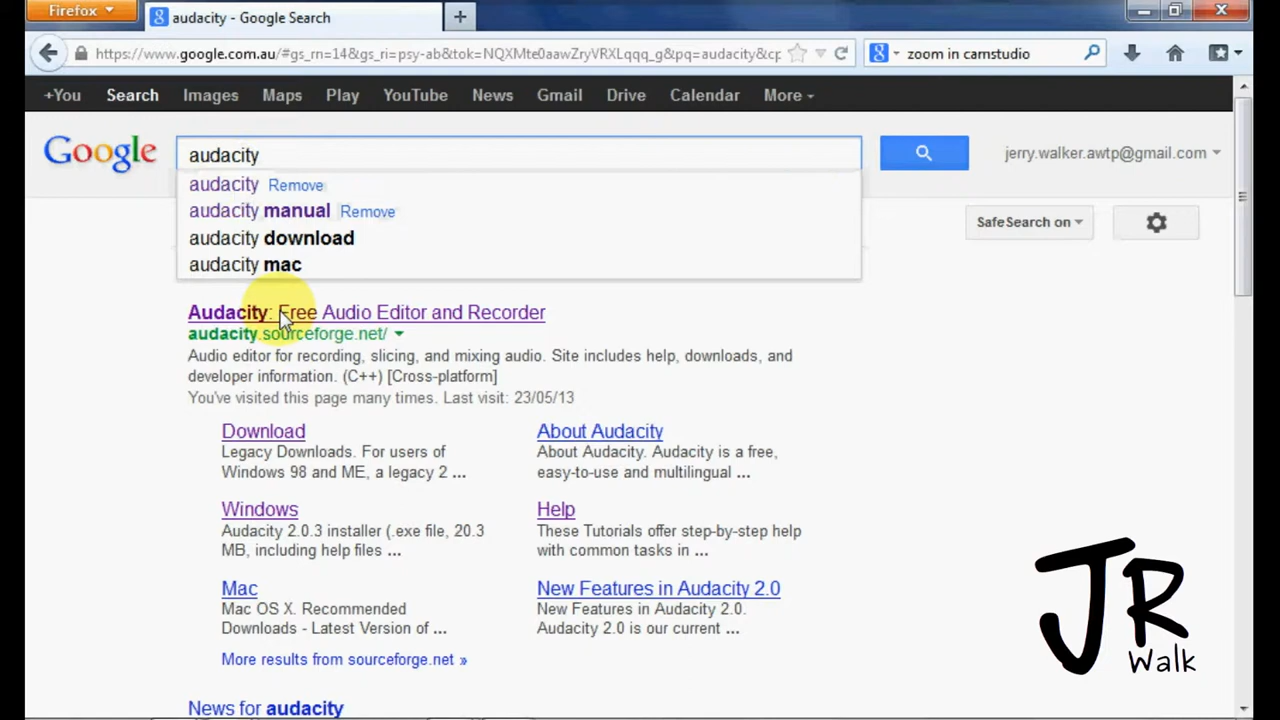 Firefox
audacity - Google Search
https://www.google.com.au/#gs_rn=14&gs_ri=psy-ab&tok=NQXMte0aawZryVRXLqqq_g&pq=audacity&cp
zoom in camstudio
+You Search Images Maps Play YouTube News Gmail Drive Calendar More
Google
audacity
jerry.walker.awtp@gmail.com
audacity Remove
audacity manual Remove
audacity download
audacity mac
SafeSearch on
Audacity: Free Audio Editor and Recorder
audacity.sourceforge.net/
Audio editor for recording, slicing, and mixing audio. Site includes help, downloads, and
developer information. (C++) [Cross-platform]
You've visited this page many times. Last visit: 23/05/13
Download
Legacy Downloads. For users of
Windows 98 and ME, a legacy 2 ...
About Audacity
About Audacity. Audacity is a free,
easy-to-use and multilingual ...
Windows
Audacity 2.0.3 installer (.exe file, 20.3
MB, including help files ...
Help
These Tutorials offer step-by-step help
with common tasks in ...
Mac
Mac OS X. Recommended
Downloads - Latest Version of ...
New Features in Audacity 2.0
New Features in Audacity 2.0.
Audacity 2.0 is our current ...
More results from sourceforge.net »
News for audacity
JR
Walk